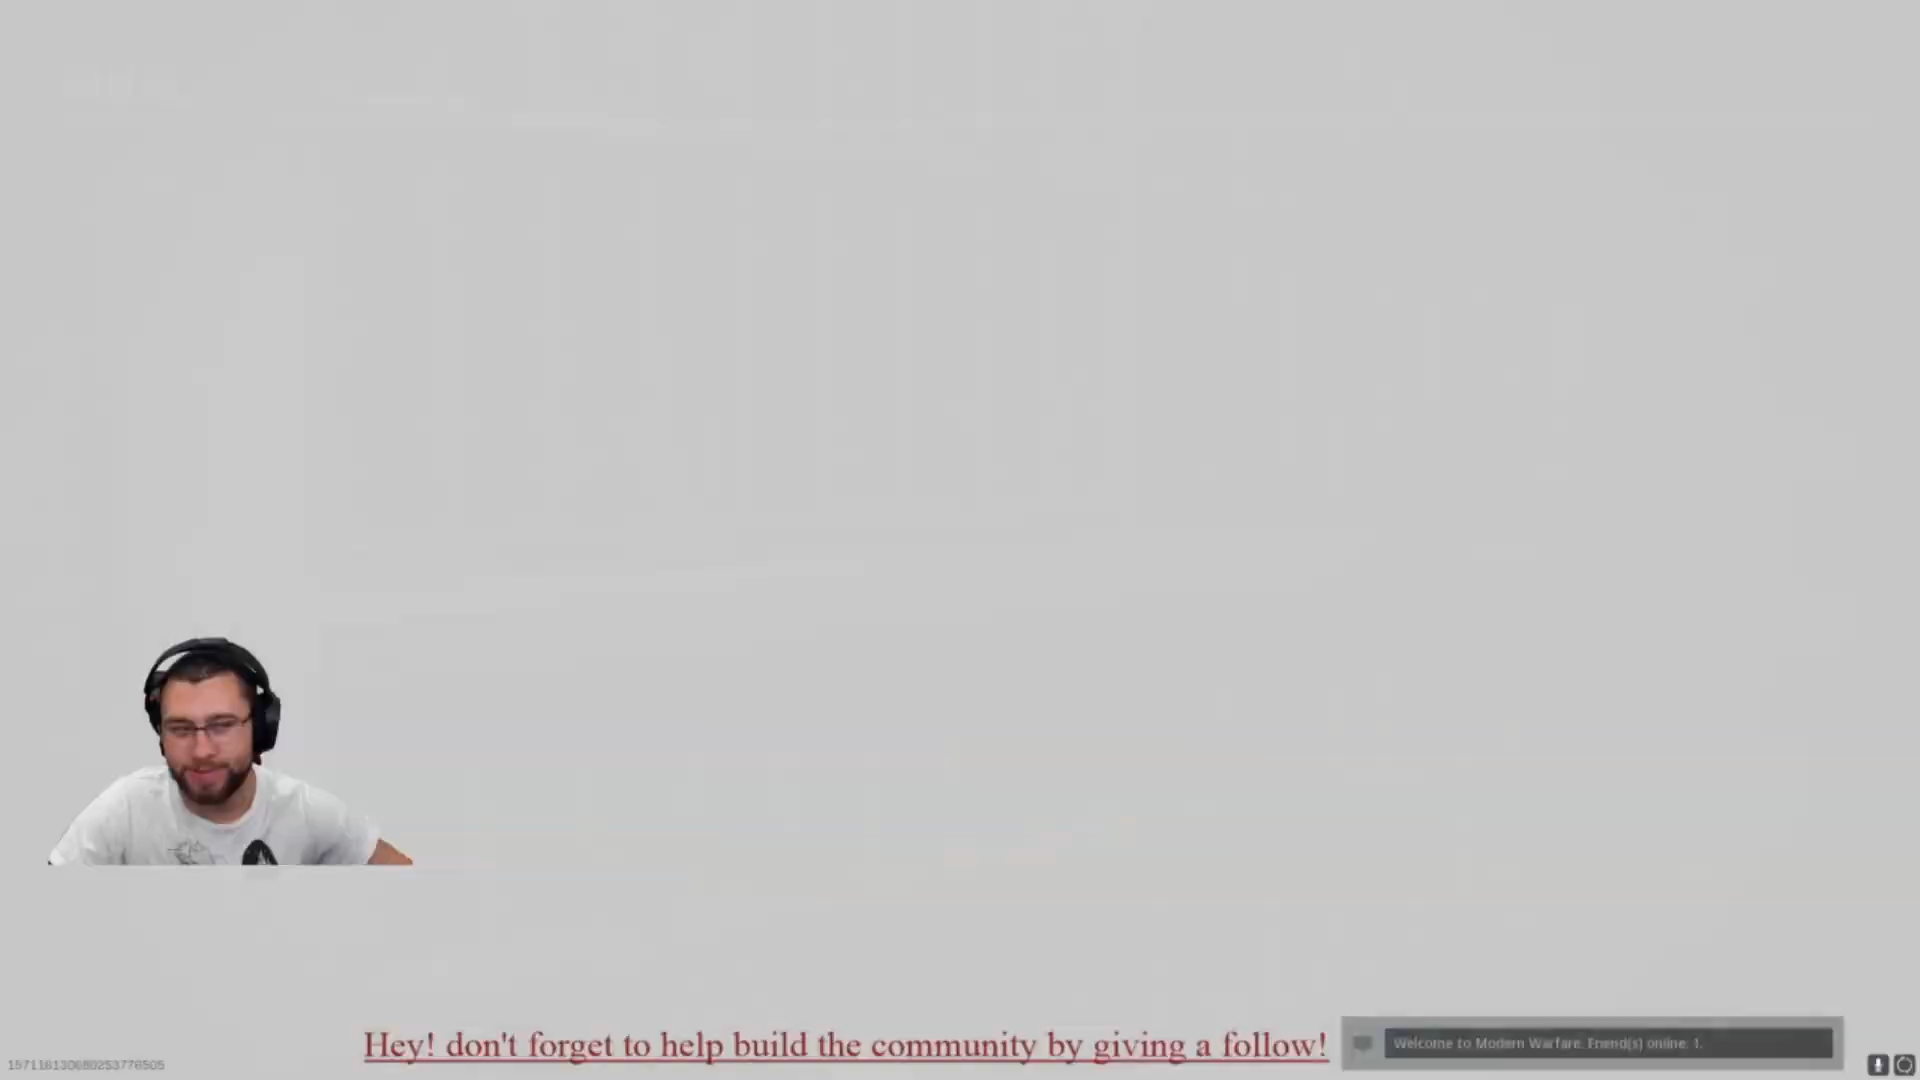 Hey! don't forget to help build the community by giving a follow!
Welcome to Modern Warfare. Friend(s) online: 1.